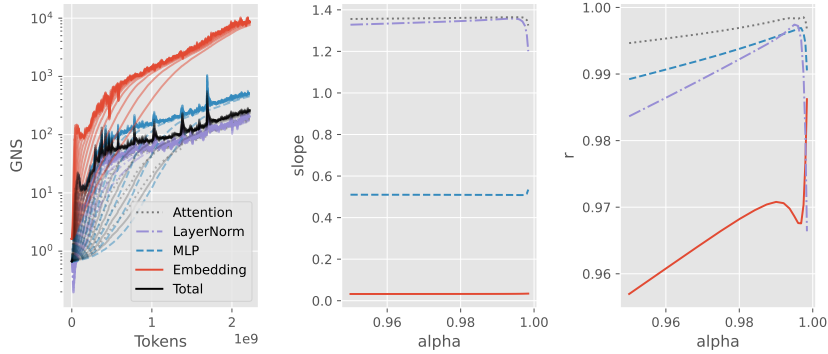 GNS
10⁴
10³
10²
10¹
10⁰
Attention
LayerNorm
MLP
Embedding
Total
0
1
2
1e9
Tokens
slope
1.4
1.2
1.0
0.8
0.6
0.4
0.2
0.0
0.96
0.98
1.00
alpha
r
1.00
0.99
0.98
0.97
0.96
0.96
0.98
1.00
alpha